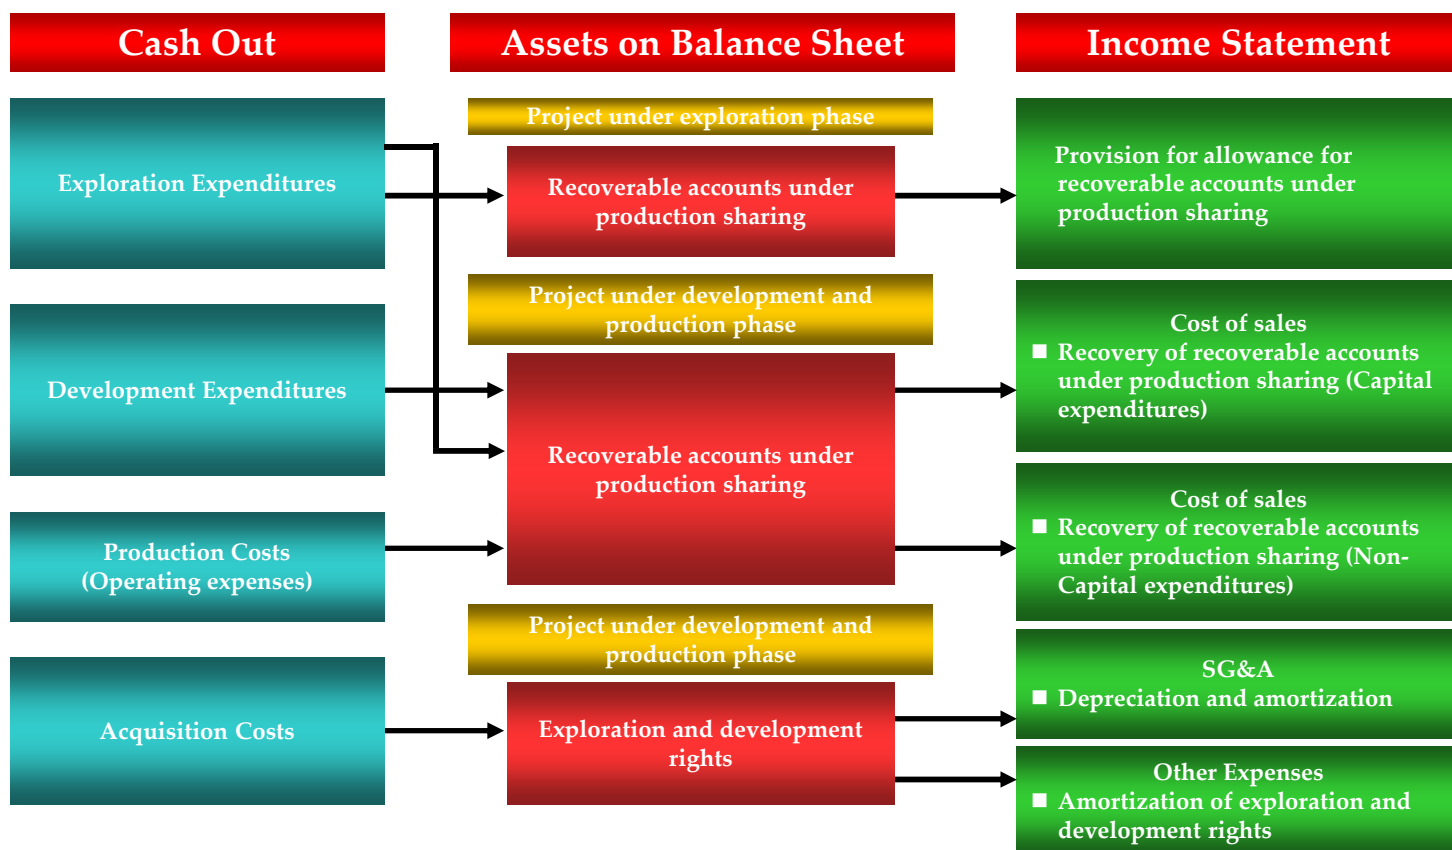 Cash Out
Assets on Balance Sheet
Income Statement
Exploration Expenditures
Development Expenditures
Production Costs
(Operating expenses)
Acquisition Costs
Project under exploration phase
Recoverable accounts under
production sharing
Project under development and
production phase
Recoverable accounts under
production sharing
Project under development and
production phase
Exploration and development
rights
Provision for allowance for
recoverable accounts under
production sharing
Cost of sales
■ Recovery of recoverable accounts
under production sharing (Capital
expenditures)
Cost of sales
■ Recovery of recoverable accounts
under production sharing (Non-
Capital expenditures)
SG&A
■ Depreciation and amortization
Other Expenses
■ Amortization of exploration and
development rights